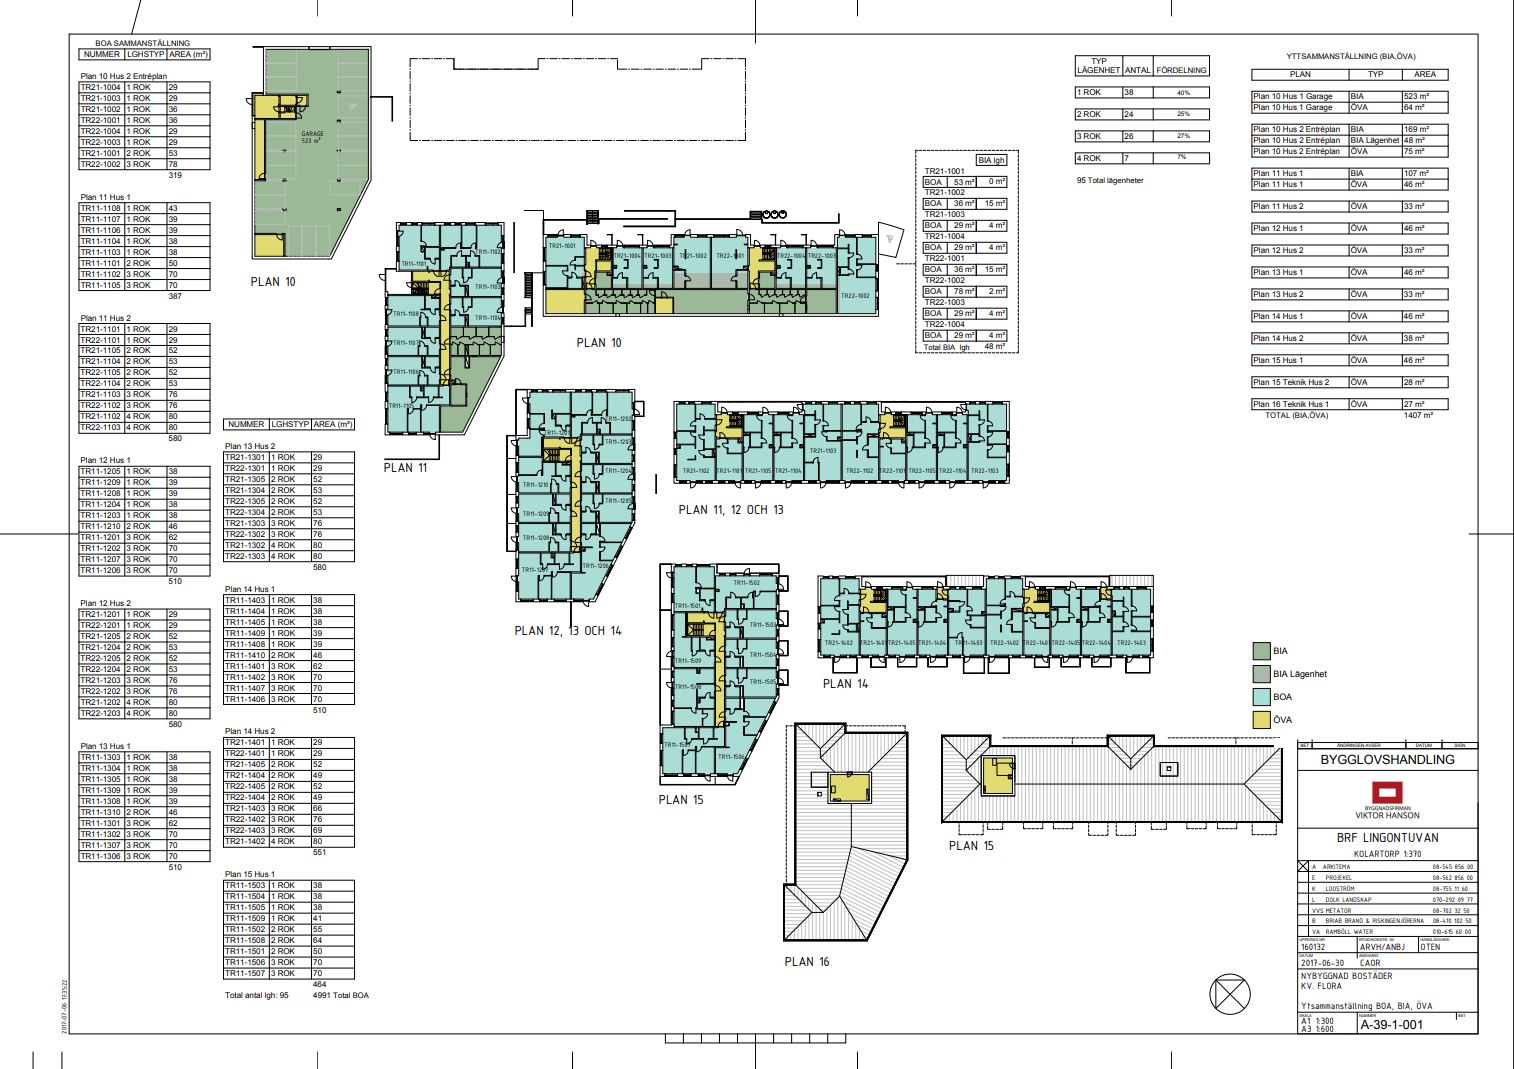 BOA SAMMANSTÄLLNING
NUMMER LGHSTYP AREA (m²)
Plan 10 Hus 2 Entréplan
TR21-1004 1 ROK 29
TR21-1003 1 ROK 29
TR21-1002 1 ROK 36
TR22-1001 1 ROK 36
TR22-1004 1 ROK 29
TR22-1003 1 ROK 29
TR21-1001 2 ROK 53
TR22-1002 3 ROK 78
319
Plan 11 Hus 1
TR11-1108 1 ROK 43
TR11-1107 1 ROK 39
TR11-1106 1 ROK 39
TR11-1104 1 ROK 38
TR11-1103 1 ROK 38
TR11-1101 2 ROK 50
TR11-1102 3 ROK 70
TR11-1105 3 ROK 70
387
Plan 11 Hus 2
TR21-1101 1 ROK 29
TR22-1101 1 ROK 29
TR21-1105 2 ROK 52
TR21-1104 2 ROK 53
TR22-1105 2 ROK 52
TR22-1104 2 ROK 53
TR21-1103 3 ROK 76
TR22-1102 3 ROK 76
TR21-1102 4 ROK 80
TR22-1103 4 ROK 80
580
Plan 12 Hus 1
TR11-1205 1 ROK 38
TR11-1209 1 ROK 39
TR11-1208 1 ROK 39
TR11-1204 1 ROK 38
TR11-1203 1 ROK 38
TR11-1210 2 ROK 46
TR11-1201 3 ROK 62
TR11-1202 3 ROK 70
TR11-1207 3 ROK 70
TR11-1206 3 ROK 70
510
Plan 12 Hus 2
TR21-1201 1 ROK 29
TR22-1201 1 ROK 29
TR21-1205 2 ROK 52
TR21-1204 2 ROK 53
TR22-1205 2 ROK 52
TR22-1204 2 ROK 53
TR21-1203 3 ROK 76
TR22-1202 3 ROK 76
TR21-1202 4 ROK 80
TR22-1203 4 ROK 80
580
Plan 13 Hus 1
TR11-1303 1 ROK 38
TR11-1304 1 ROK 38
TR11-1305 1 ROK 38
TR11-1309 1 ROK 39
TR11-1308 1 ROK 39
TR11-1310 2 ROK 46
TR11-1301 3 ROK 62
TR11-1302 3 ROK 70
TR11-1307 3 ROK 70
TR11-1306 3 ROK 70
510
NUMMER LGHSTYP AREA (m²)
Plan 13 Hus 2
TR21-1301 1 ROK 29
TR22-1301 1 ROK 29
TR21-1305 2 ROK 52
TR21-1304 2 ROK 53
TR22-1305 2 ROK 52
TR22-1304 2 ROK 53
TR21-1303 3 ROK 76
TR22-1302 3 ROK 76
TR21-1302 4 ROK 80
TR22-1303 4 ROK 80
580
Plan 14 Hus 1
TR11-1403 1 ROK 38
TR11-1404 1 ROK 38
TR11-1405 1 ROK 38
TR11-1409 1 ROK 39
TR11-1408 1 ROK 39
TR11-1410 2 ROK 46
TR11-1401 3 ROK 62
TR11-1402 3 ROK 70
TR11-1407 3 ROK 70
TR11-1406 3 ROK 70
510
Plan 14 Hus 2
TR21-1401 1 ROK 29
TR22-1401 1 ROK 29
TR21-1405 2 ROK 52
TR21-1404 2 ROK 49
TR22-1405 2 ROK 52
TR22-1404 2 ROK 49
TR21-1403 3 ROK 66
TR22-1402 3 ROK 76
TR22-1403 3 ROK 69
TR21-1402 4 ROK 80
551
Plan 15 Hus 1
TR11-1503 1 ROK 38
TR11-1504 1 ROK 38
TR11-1505 1 ROK 38
TR11-1509 1 ROK 41
TR11-1502 2 ROK 55
TR11-1508 2 ROK 64
TR11-1501 2 ROK 50
TR11-1506 3 ROK 70
TR11-1507 3 ROK 70
464
Total antal lgh: 95 4991 Total BOA
GARAGE
523 m²
PLAN 10
TR11-1101
TR11-1102
TR11-1103
TR11-1104
TR11-1108
TR11-1107
TR11-1106
TR11-1105
PLAN 11
TR21-1001
TR21-1004
TR21-1003
TR21-1002
TR22-1001
TR22-1004
TR22-1003
TR22-1002
PLAN 10
TR11-1201
TR11-1202
TR11-1203
TR11-1204
TR11-1205
TR11-1210
TR11-1209
TR11-1208
TR11-1207
TR11-1206
PLAN 12, 13 OCH 14
TR21-1102
TR21-1101
TR21-1105
TR21-1104
TR21-1103
TR22-1102
TR22-1101
TR22-1105
TR22-1104
TR22-1103
PLAN 11, 12 OCH 13
TR11-1501
TR11-1502
TR11-1503
TR11-1504
TR11-1505
TR11-1509
TR11-1508
TR11-1507
TR11-1506
PLAN 15
TR21-1402
TR21-1401
TR21-1405
TR21-1404
TR21-1403
TR22-1402
TR22-1401
TR22-1405
TR22-1404
TR22-1403
PLAN 14
PLAN 16
PLAN 15
BIA lgh
TR21-1001
BOA 53 m² 0 m²
TR21-1002
BOA 36 m² 15 m²
TR21-1003
BOA 29 m² 4 m²
TR21-1004
BOA 29 m² 4 m²
TR22-1001
BOA 36 m² 15 m²
TR22-1002
BOA 78 m² 2 m²
TR22-1003
BOA 29 m² 4 m²
TR22-1004
BOA 29 m² 4 m²
Total BIA lgh 48 m²
TYP LÄGENHET ANTAL FÖRDELNING
1 ROK 38 40%
2 ROK 24 25%
3 ROK 26 27%
4 ROK 7 7%
95 Total lägenheter
YTTSAMMANSTÄLLNING (BIA,ÖVA)
PLAN TYP AREA
Plan 10 Hus 1 Garage BIA 523 m²
Plan 10 Hus 1 Garage ÖVA 64 m²
Plan 10 Hus 2 Entréplan BIA 169 m²
Plan 10 Hus 2 Entréplan BIA Lägenhet 48 m²
Plan 10 Hus 2 Entréplan ÖVA 75 m²
Plan 11 Hus 1 BIA 107 m²
Plan 11 Hus 1 ÖVA 46 m²
Plan 11 Hus 2 ÖVA 33 m²
Plan 12 Hus 1 ÖVA 46 m²
Plan 12 Hus 2 ÖVA 33 m²
Plan 13 Hus 1 ÖVA 46 m²
Plan 13 Hus 2 ÖVA 33 m²
Plan 14 Hus 1 ÖVA 46 m²
Plan 14 Hus 2 ÖVA 38 m²
Plan 15 Hus 1 ÖVA 46 m²
Plan 15 Teknik Hus 2 ÖVA 28 m²
Plan 16 Teknik Hus 1 ÖVA 27 m²
TOTAL (BIA,ÖVA) 1407 m²
BIA
BIA Lägenhet
BOA
ÖVA
BET ÄNDRINGEN AVSER DATUM SIGN
BYGGLOVSHANDLING
BYGGNADSFIRMAN
VIKTOR HANSON
BRF LINGONTUVAN
KOLARTORP 1:370
A ARKITEMA 08-545 856 00
E PROJEKEL 08-562 856 00
K LOOSTRÖM 08-755 11 60
L DOLK LANDSKAP 070-292 09 77
VVS METATOR 08-702 32 50
B BRIAB BRAND & RISKINGENJÖRERNA 08-410 102 50
VA RAMBÖLL WATER 010-615 60 00
160132 ARVH/ANBJ OTEN
DATUM
2017-06-30 CAOR
NYBYGGNAD BOSTÄDER
KV. FLORA
Ytsammanställning BOA, BIA, ÖVA
SKALA NUMMER BET
A1 1:300
A3 1:600
A-39-1-001
2017-07-06 17:35:22